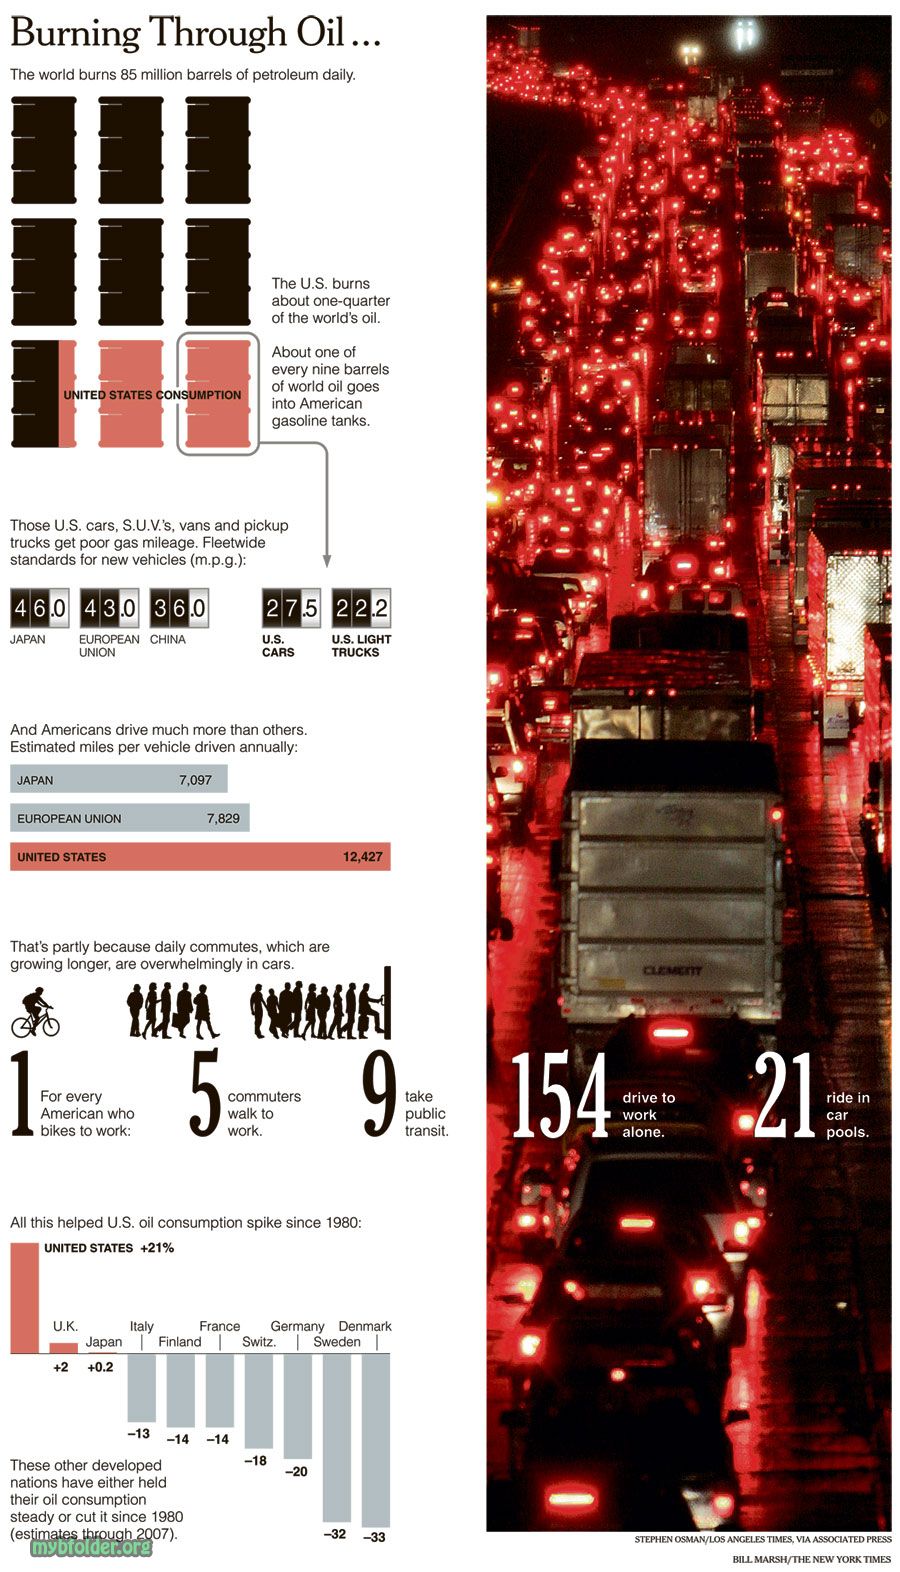 Burning Through Oil ...
The world burns 85 million barrels of petroleum daily.
The U.S. burns
about one-quarter
of the world's oil.
About one of
every nine barrels
of world oil goes
into American
gasoline tanks.
UNITED STATES CONSUMPTION
Those U.S. cars, S.U.V.'s, vans and pickup
trucks get poor gas mileage. Fleetwide
standards for new vehicles (m.p.g.):
46.0 43.0 36.0 27.5 22.2
JAPAN EUROPEAN UNION CHINA U.S. CARS U.S. LIGHT TRUCKS
And Americans drive much more than others.
Estimated miles per vehicle driven annually:
JAPAN 7,097
EUROPEAN UNION 7,829
UNITED STATES 12,427
That's partly because daily commutes, which are
growing longer, are overwhelmingly in cars.
CLEMENT
1 For every
American who
bikes to work:
5 commuters
walk to
work.
9 take
public
transit.
154 drive to
work
alone.
21 ride in
car
pools.
All this helped U.S. oil consumption spike since 1980:
UNITED STATES +21%
U.K. Japan Italy Finland France Switz. Germany Sweden Denmark
+2 +0.2 –13 –14 –14 –18 –20 –32 –33
These other developed
nations have either held
their oil consumption
steady or cut it since 1980
(estimates through 2007).
mybfolder.org
STEPHEN OSMAN/LOS ANGELES TIMES, VIA ASSOCIATED PRESS
BILL MARSH/THE NEW YORK TIMES